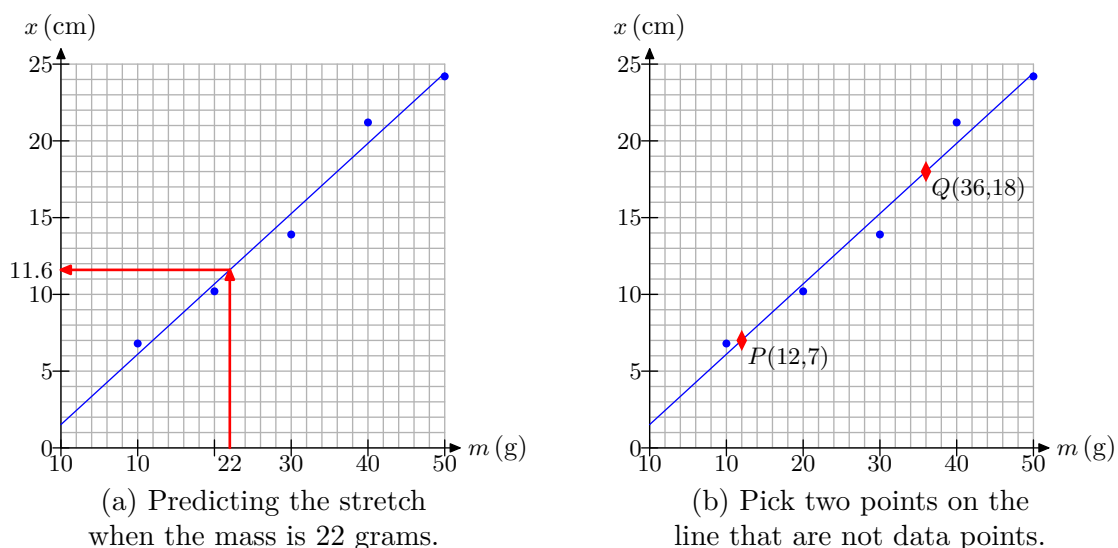 x (cm)
25
20
15
11.6
10
5
0
10 10 22 30 40 50
m (g)
(a) Predicting the stretch
when the mass is 22 grams.
x (cm)
25
20
15
10
5
0
Q(36,18)
P(12,7)
10 10 20 30 40 50
m (g)
(b) Pick two points on the
line that are not data points.